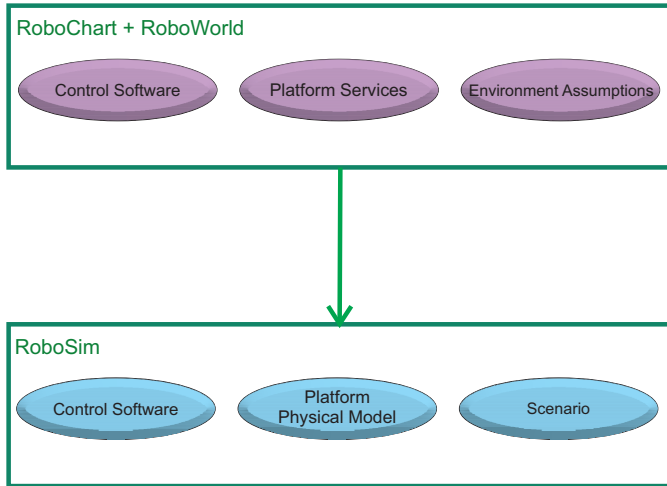 RoboChart + RoboWorld
Control Software
Platform Services
Environment Assumptions
RoboSim
Control Software
Platform
Physical Model
Scenario